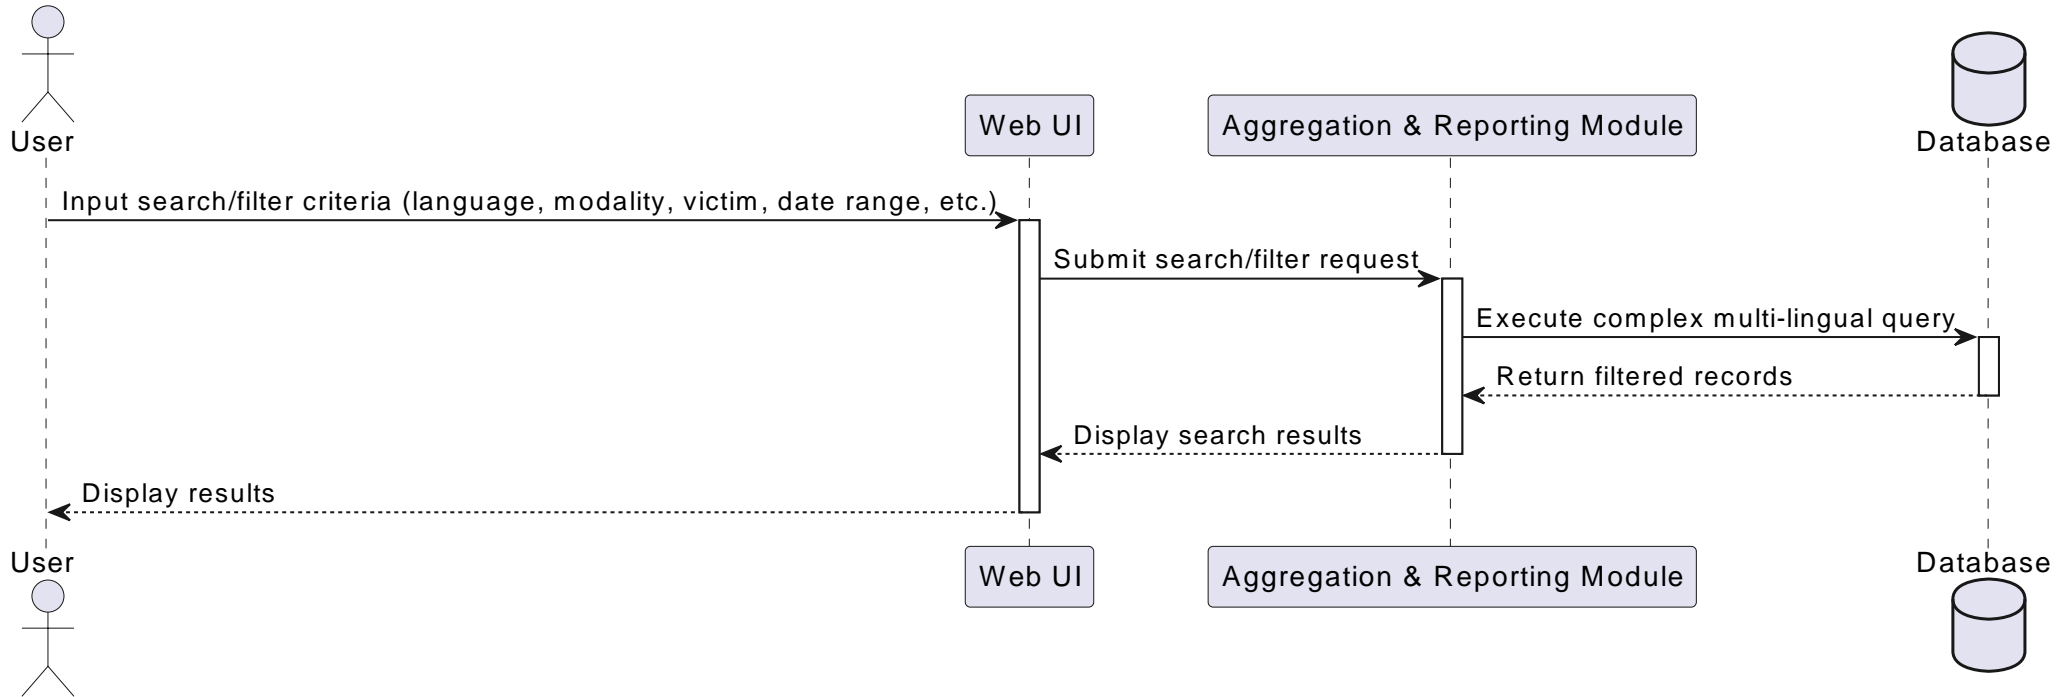 User
Web UI
Aggregation & Reporting Module
Database
Input search/filter criteria (language, modality, victim, date range, etc.)
Submit search/filter request
Execute complex multi-lingual query
Return filtered records
Display search results
Display results
User
Web UI
Aggregation & Reporting Module
Database